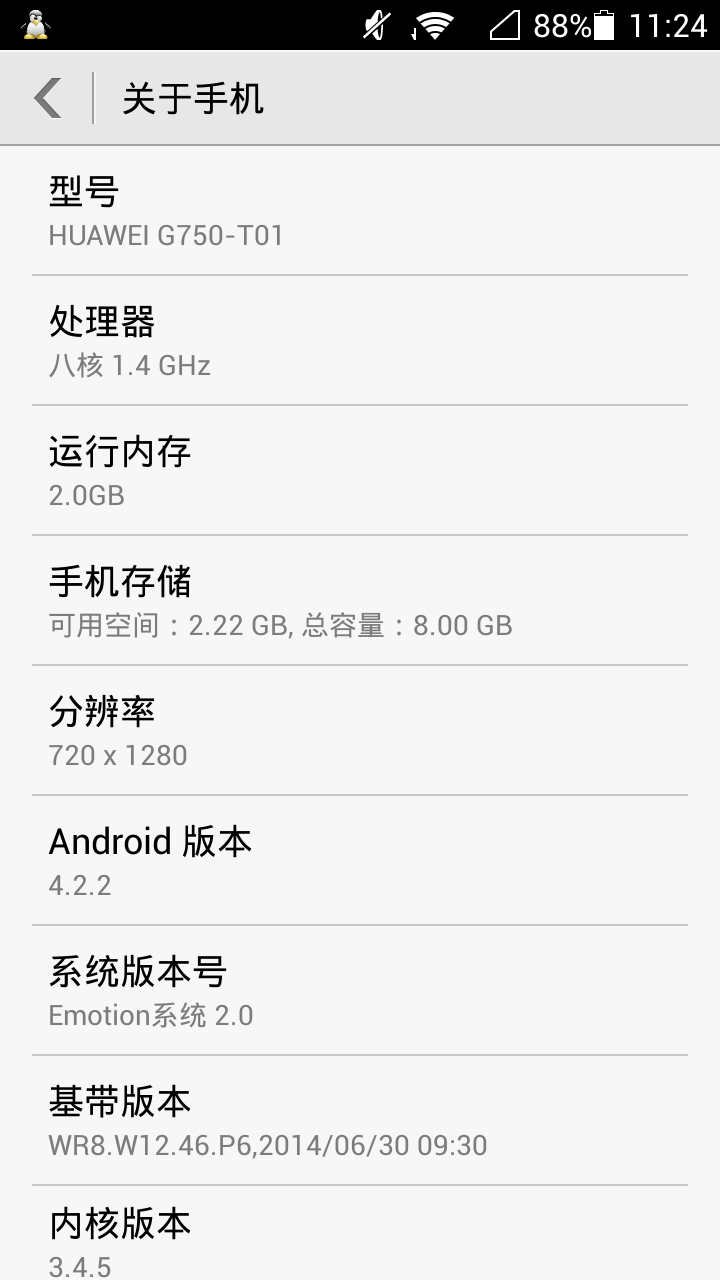 88% 11:24
关于手机
型号
HUAWEI G750-T01
处理器
八核 1.4 GHz
运行内存
2.0GB
手机存储
可用空间：2.22 GB, 总容量：8.00 GB
分辨率
720 x 1280
Android 版本
4.2.2
系统版本号
Emotion系统 2.0
基带版本
WR8.W12.46.P6,2014/06/30 09:30
内核版本
3.4.5